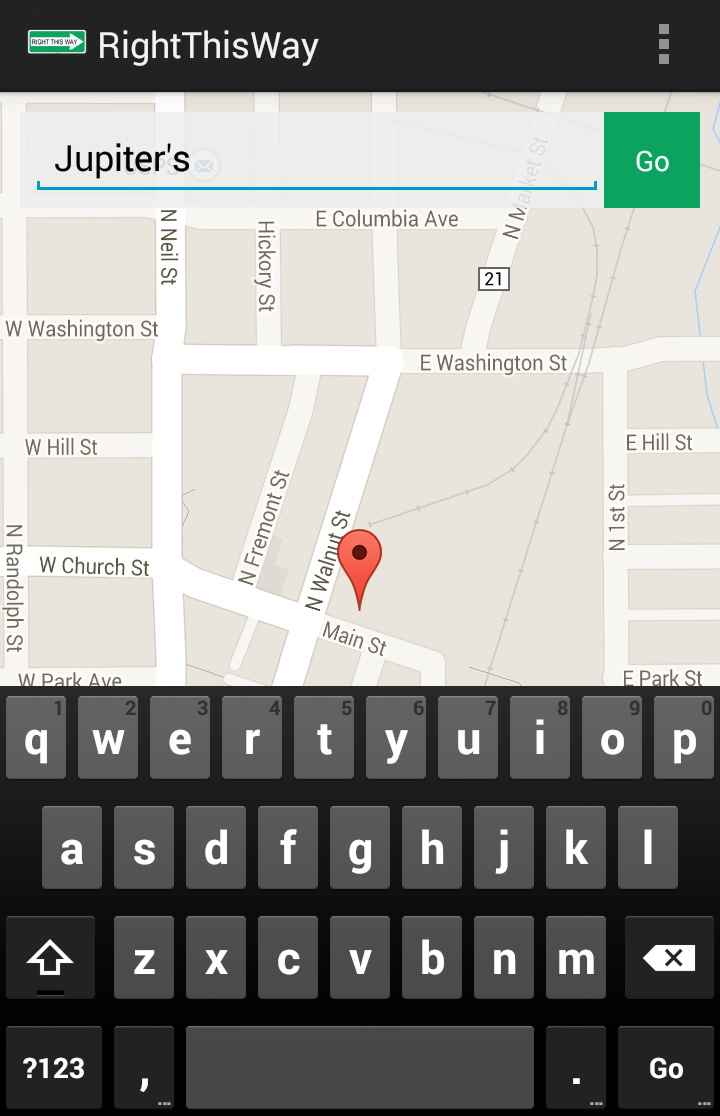 RIGHT THIS WAY
RightThisWay
Jupiter's
Go
N Market St
N Neil St
Hickory St
E Columbia Ave
21
W Washington St
E Washington St
W Hill St
E Hill St
N Fremont St
N Walnut St
N 1st St
N Randolph St
W Church St
Main St
W Park Ave
E Park St
1 2 3 4 5 6 7 8 9 0
q w e r t y u i o p
a s d f g h j k l
z x c v b n m
?123 , ... . ... Go ...